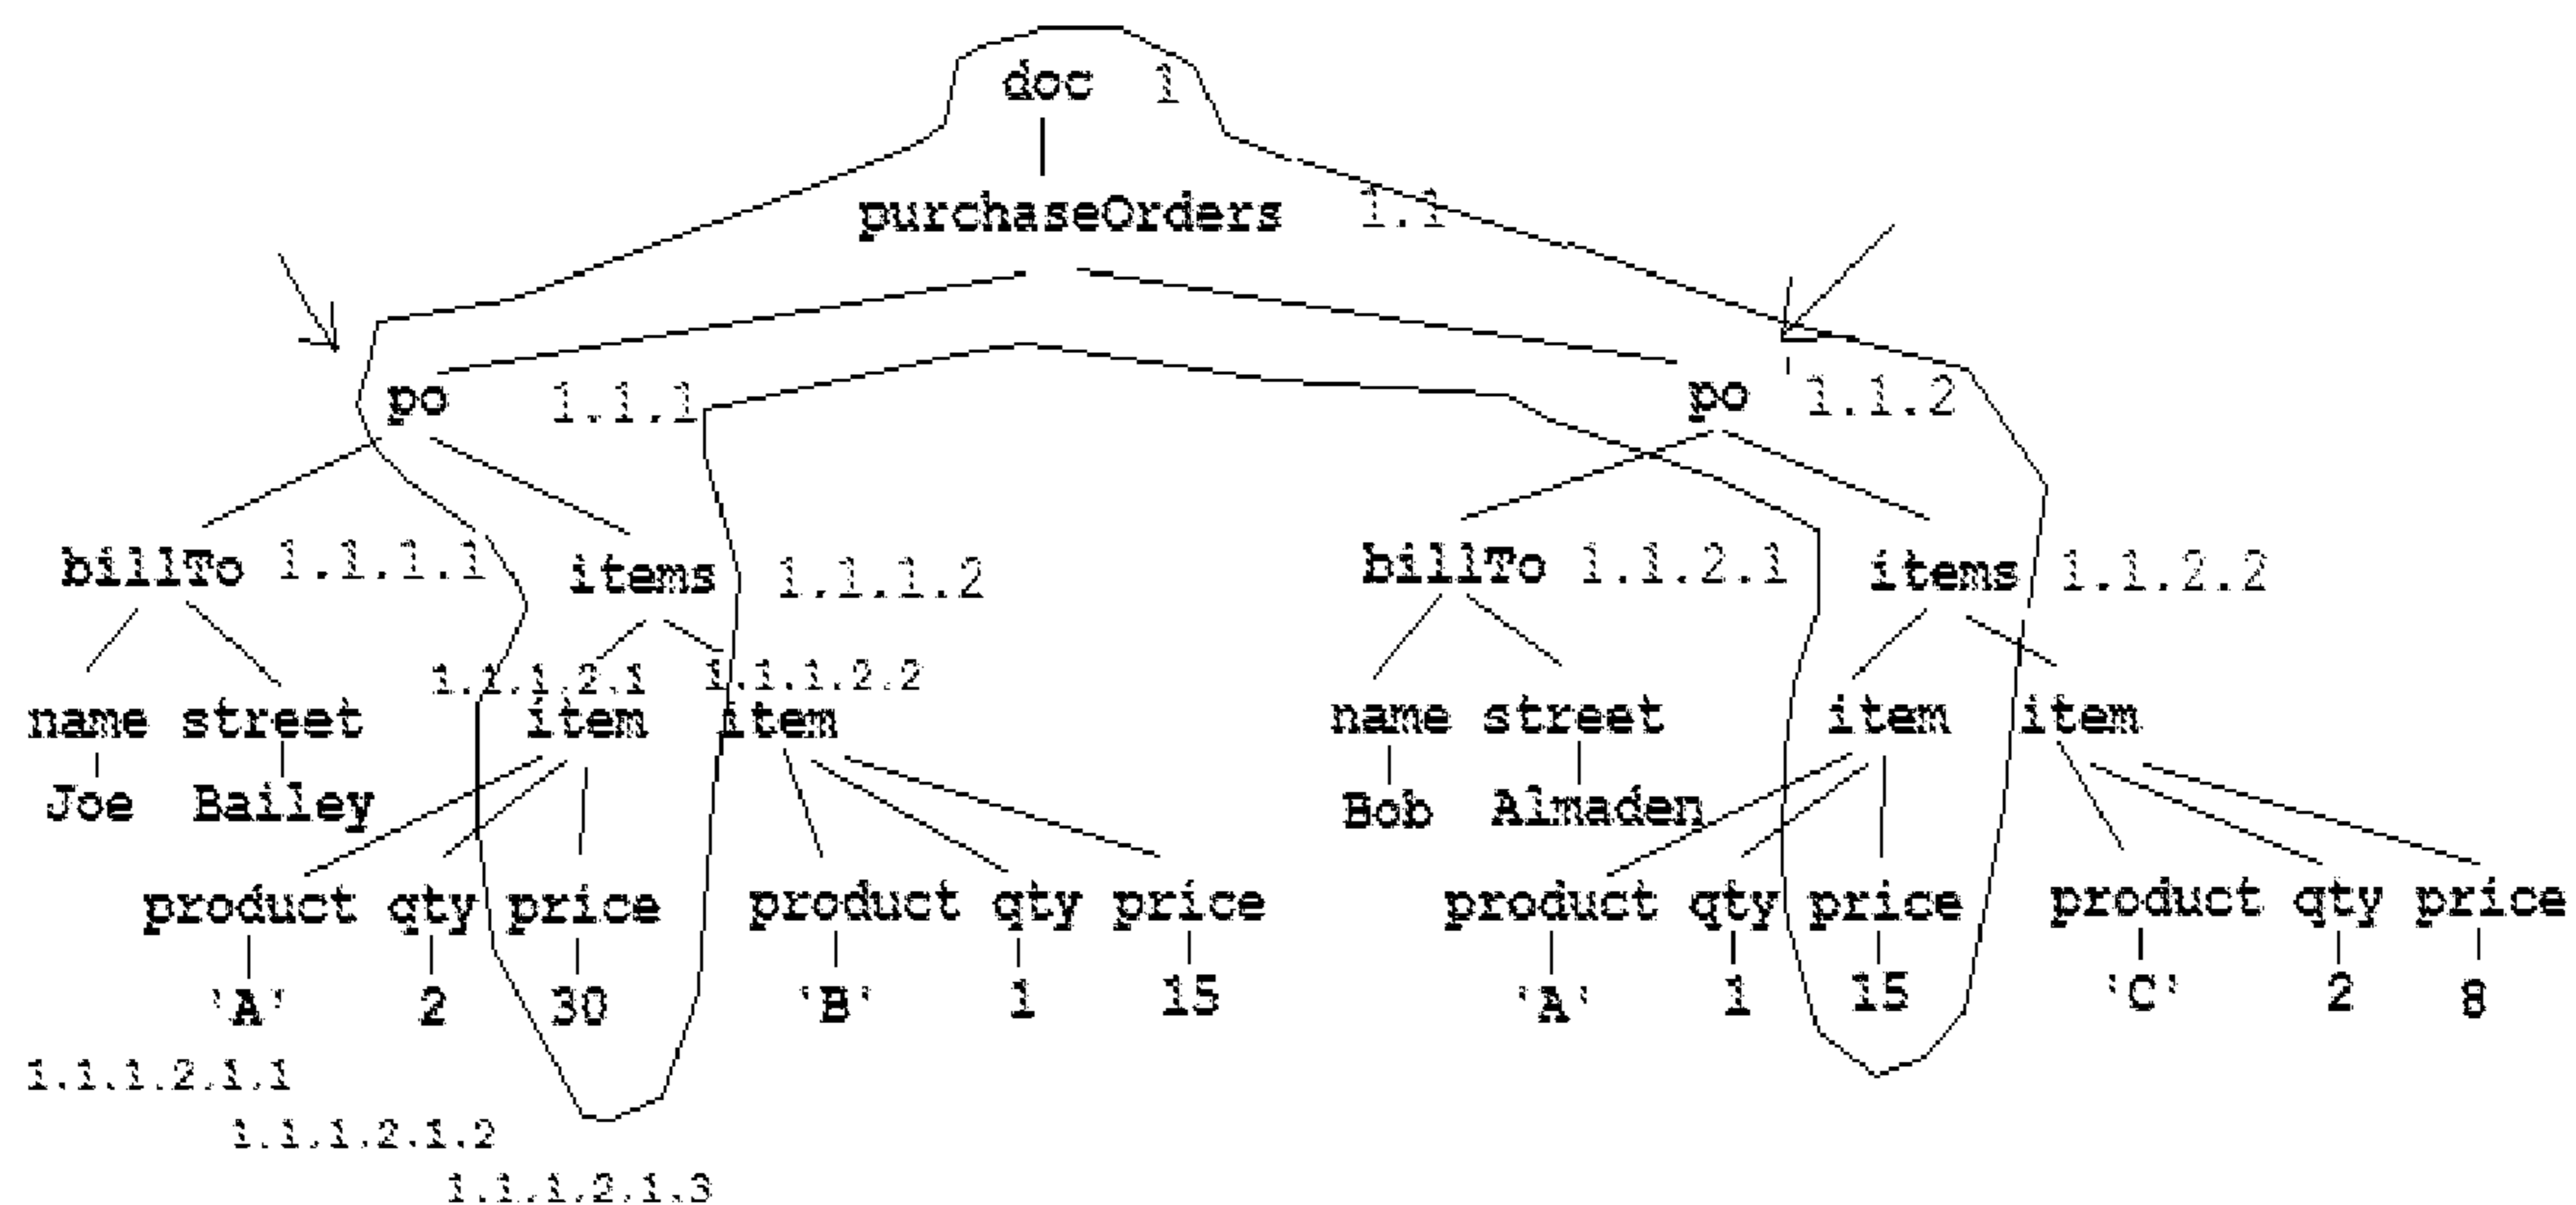 doc 1
purchaseOrders 1.1
po 1.1.1 po 1.1.2
billTo 1.1.1.1 items 1.1.1.2 billTo 1.1.2.1 items 1.1.2.2
1.1.1.2.1 1.1.1.2.2
name street item item name street item item
Joe Bailey Bob Almaden
product qty price product qty price product qty price product qty price
'A' 2 30 'B' 1 15 'A' 1 15 'C' 2 8
1.1.1.2.1.1
1.1.1.2.1.2
1.1.1.2.1.3